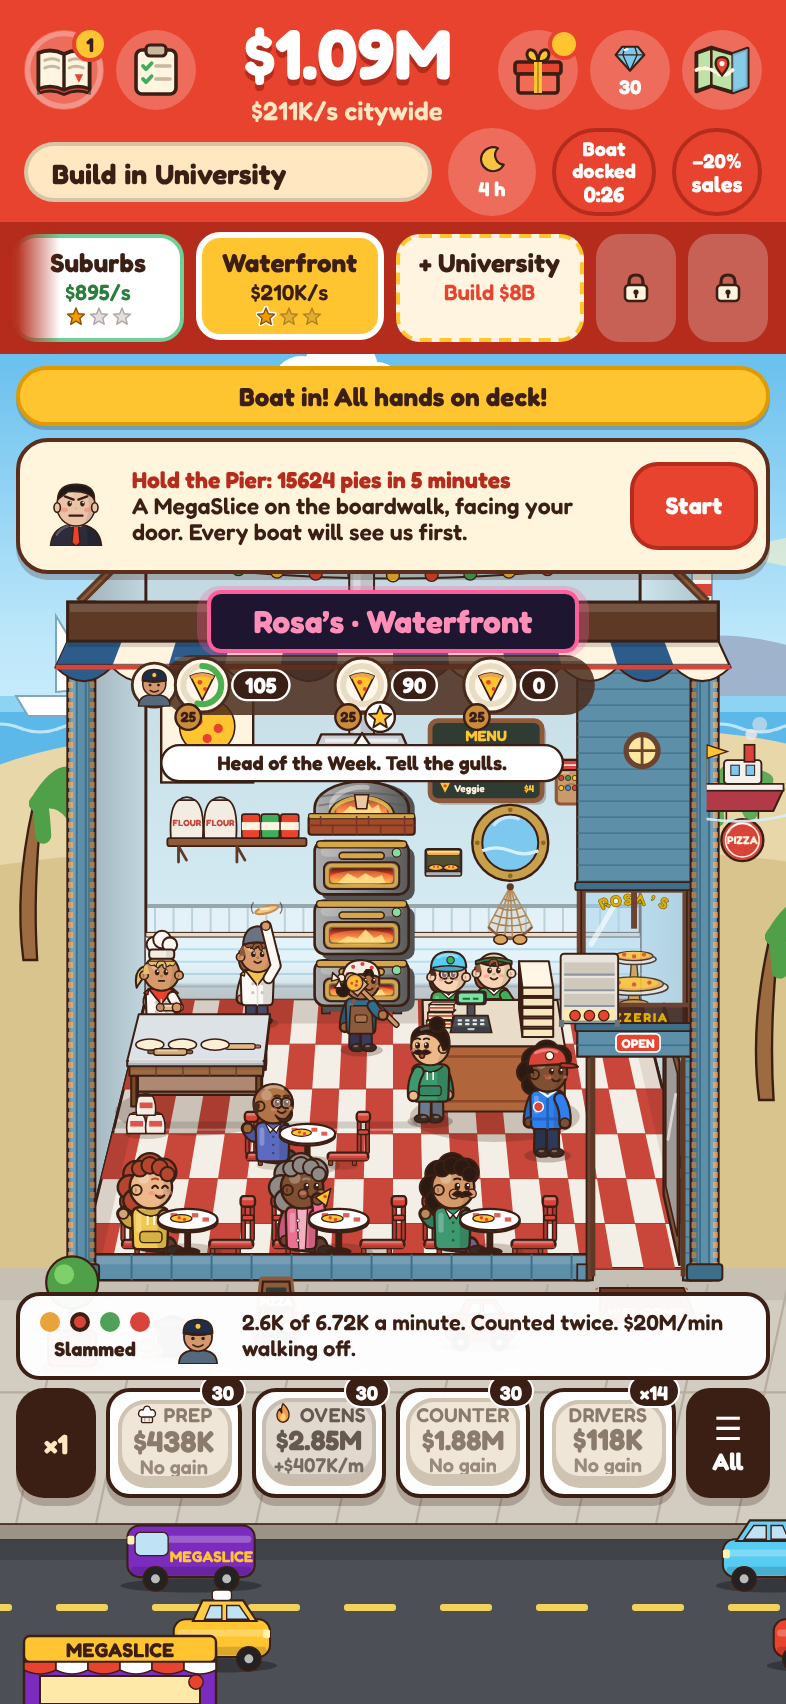 1
$1.09M
$211K/s citywide
30
Build in University
4 h
Boat
docked
0:26
-20%
sales
Suburbs
$895/s
Waterfront
$210K/s
+ University
Build $8B
Boat in! All hands on deck!
Hold the Pier: 15624 pies in 5 minutes
A MegaSlice on the boardwalk, facing your
door. Every boat will see us first.
Start
Rosa's · Waterfront
105
90
0
25
25
25
MENU
Head of the Week. Tell the gulls.
Veggie $4
FLOUR FLOUR
PIZZA
ROSA'S
ZZERIA
OPEN
Slammed
2.6K of 6.72K a minute. Counted twice. $20M/min
walking off.
x1
30
PREP
$438K
No gain
30
OVENS
$2.85M
+$407K/m
30
COUNTER
$1.88M
No gain
x14
DRIVERS
$118K
No gain
All
MEGASLICE
MEGASLICE